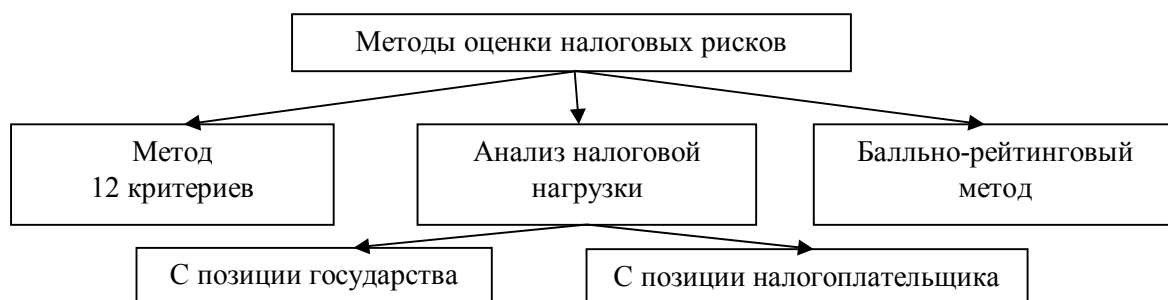 Методы оценки налоговых рисков
Метод
12 критериев
Анализ налоговой
нагрузки
Балльно-рейтинговый
метод
С позиции государства
С позиции налогоплательщика